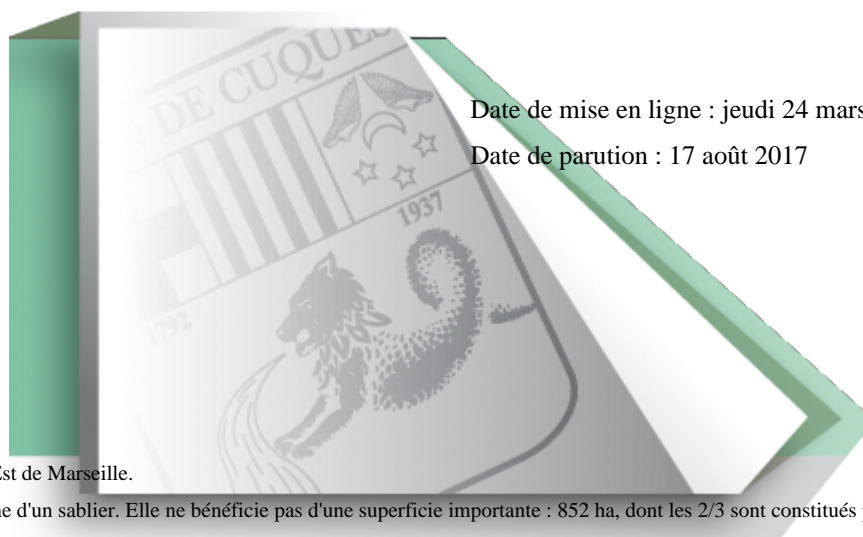 N DE CUQUES
Date de mise en ligne : jeudi 24 mars
Date de parution : 17 août 2017
1937
1792
Est de Marseille.
e d'un sablier. Elle ne bénéficie pas d'une superficie importante : 852 ha, dont les 2/3 sont constitués